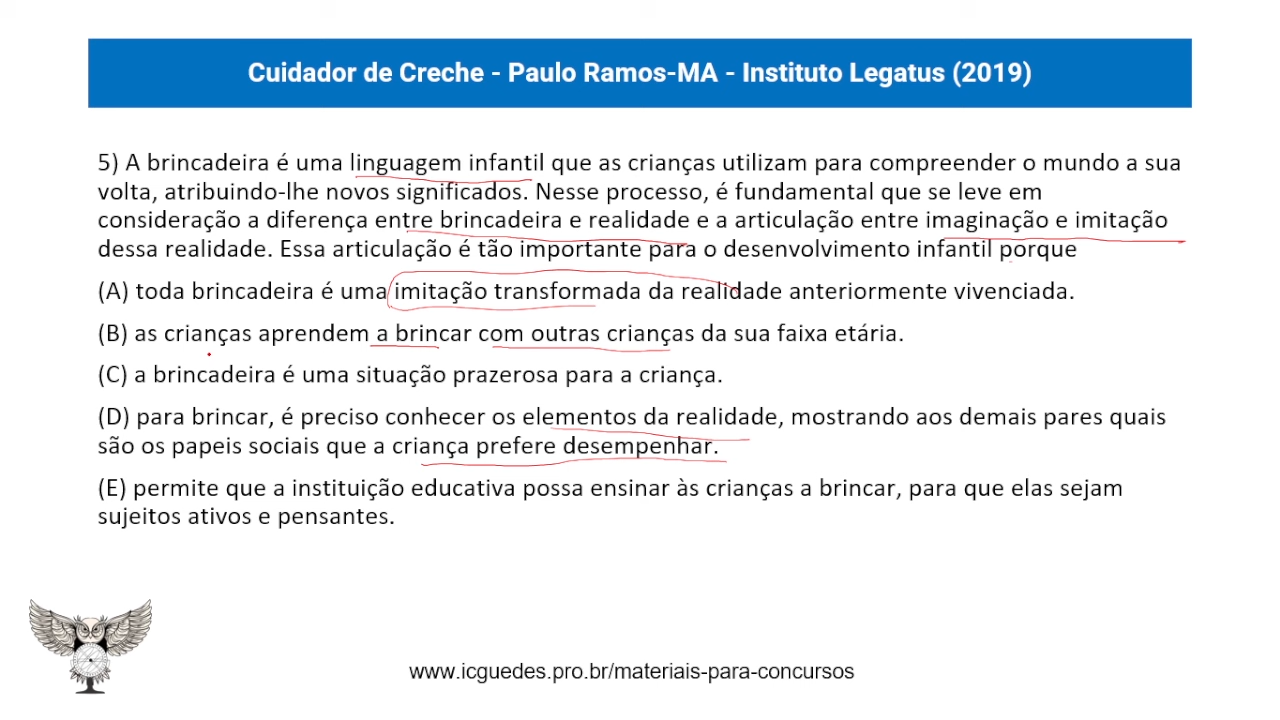 Cuidador de Creche - Paulo Ramos-MA - Instituto Legatus (2019)
5) A brincadeira é uma linguagem infantil que as crianças utilizam para compreender o mundo a sua
volta, atribuindo-lhe novos significados. Nesse processo, é fundamental que se leve em
consideração a diferença entre brincadeira e realidade e a articulação entre imaginação e imitação
dessa realidade. Essa articulação é tão importante para o desenvolvimento infantil porque
(A) toda brincadeira é uma imitação transformada da realidade anteriormente vivenciada.
(B) as crianças aprendem a brincar com outras crianças da sua faixa etária.
(C) a brincadeira é uma situação prazerosa para a criança.
(D) para brincar, é preciso conhecer os elementos da realidade, mostrando aos demais pares quais
são os papeis sociais que a criança prefere desempenhar.
(E) permite que a instituição educativa possa ensinar às crianças a brincar, para que elas sejam
sujeitos ativos e pensantes.
www.icguedes.pro.br/materiais-para-concursos